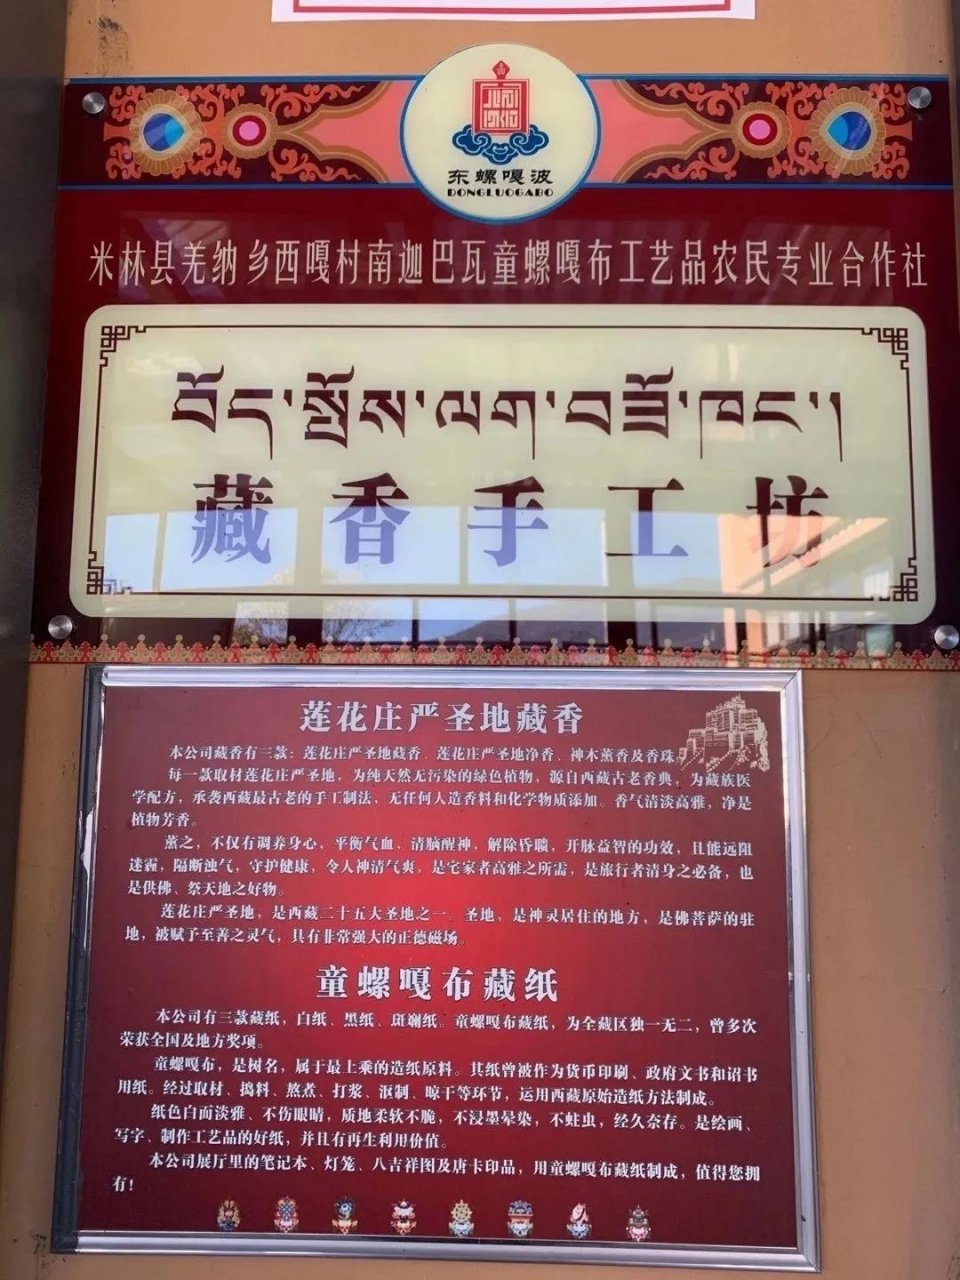 东螺嘎波
DONGLUOGABO
米林县羌纳乡西嘎村南迦巴瓦童螺嘎布工艺品农民专业合作社
བོད་སྤོས་ལག་བཟོ་ཁང་།
藏香手工坊
莲花庄严圣地藏香
本公司藏香有三款：莲花庄严圣地藏香、莲花庄严圣地净香、神木薰香及香珠
每一款取材莲花庄严圣地，为纯天然无污染的绿色植物，源自西藏古老香典，为藏族医
学配方，承袭西藏最古老的手工制法，无任何人造香料和化学物质添加。香气清淡高雅，净是
植物芳香。
薰之，不仅有调养身心，平衡气血，清脑醒神，解除昏聩，开脉益智的功效，且能远阻
迷霾，隔断浊气，守护健康，令人神清气爽，是宅家者高雅之所需，是旅行者清身之必备，也
是供佛、祭天地之好物。
莲花庄严圣地，是西藏二十五大圣地之一。圣地，是神灵居住的地方，是佛菩萨的驻
地，被赋予至善之灵气，具有非常强大的正德磁场。
童螺嘎布藏纸
本公司有三款藏纸，白纸、黑纸、斑斓纸。童螺嘎布藏纸，为全藏区独一无二，曾多次
荣获全国及地方奖项。
童螺嘎布，是树名，属于最上乘的造纸原料。其纸曾被作为货币印刷、政府文书和诏书
用纸。经过取材、捣料、熬煮、打浆、沤制、晾干等环节，运用西藏原始造纸方法制成。
纸色白面淡雅、不伤眼睛，质地柔软不脆，不浸墨晕染，不蛀虫，经久奈存。是绘画、
写字、制作工艺品的好纸，并且有再生利用价值。
本公司展厅里的笔记本、灯笼、八吉祥图及唐卡印品，用童螺嘎布藏纸制成，值得您拥
有！